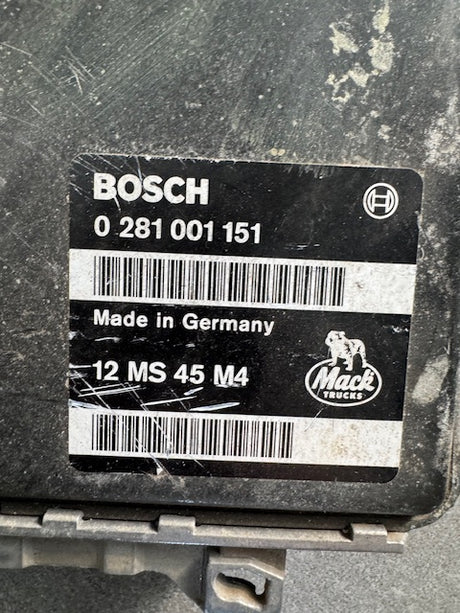 BOSCH
0 281 001 151
Made in Germany
12 MS 45 M4
Mack
TRUCKS